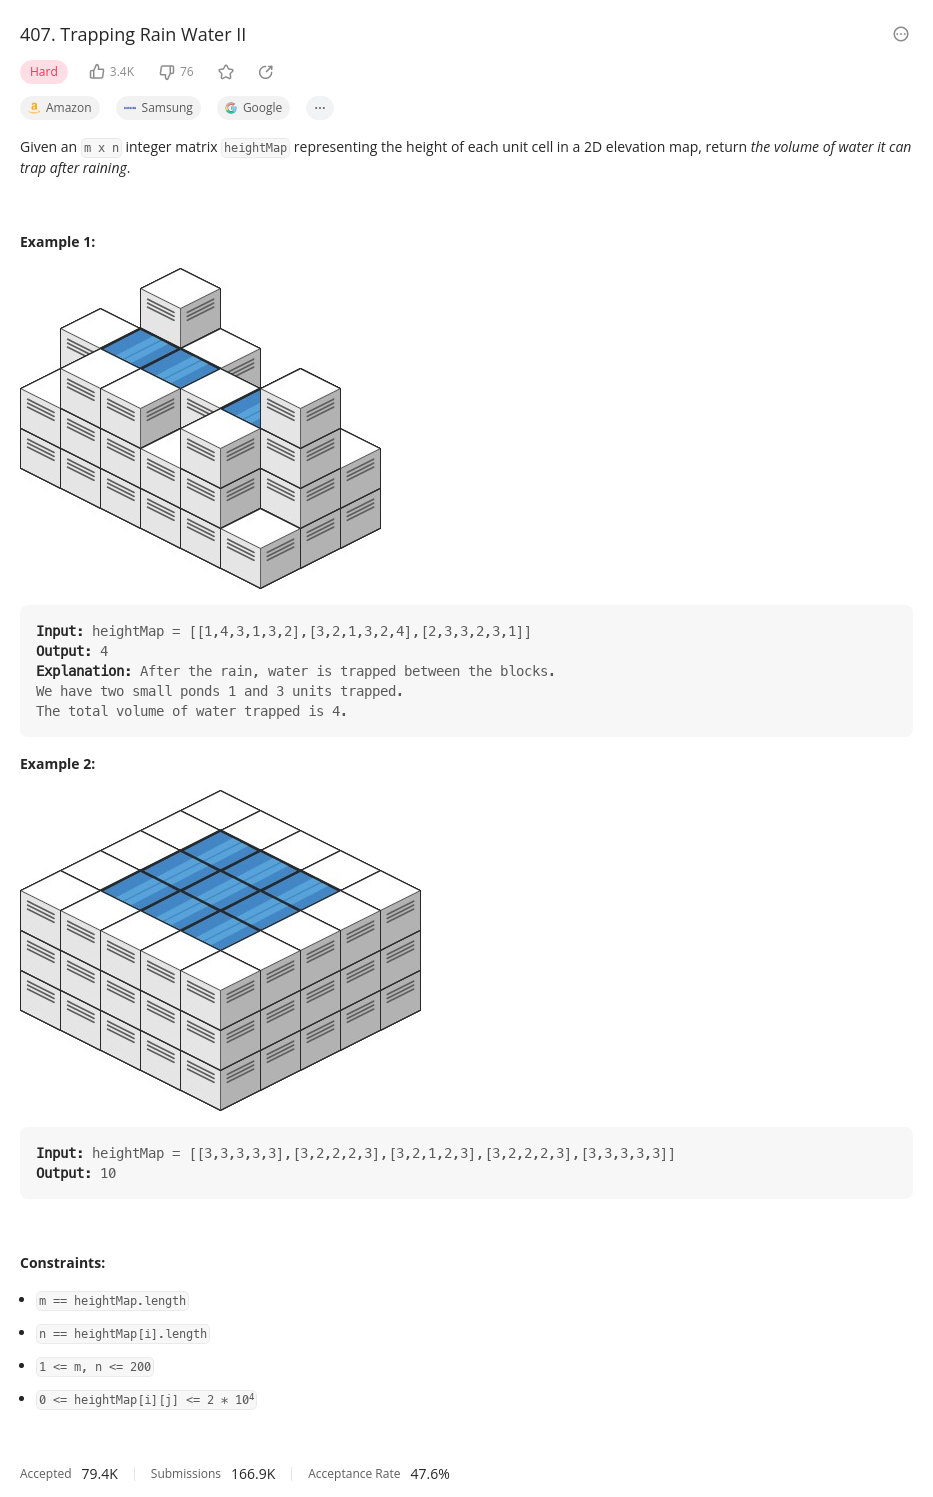 407. Trapping Rain Water II
Hard 3.4K 76
Amazon Samsung Google
Given an m x n integer matrix heightMap representing the height of each unit cell in a 2D elevation map, return the volume of water it can
trap after raining.
Example 1:
Input: heightMap = [[1,4,3,1,3,2],[3,2,1,3,2,4],[2,3,3,2,3,1]]
Output: 4
Explanation: After the rain, water is trapped between the blocks.
We have two small ponds 1 and 3 units trapped.
The total volume of water trapped is 4.
Example 2:
Input: heightMap = [[3,3,3,3,3],[3,2,2,2,3],[3,2,1,2,3],[3,2,2,2,3],[3,3,3,3,3]]
Output: 10
Constraints:
• m == heightMap.length
• n == heightMap[i].length
• 1 <= m, n <= 200
• 0 <= heightMap[i][j] <= 2 * 10⁴
Accepted 79.4K Submissions 166.9K Acceptance Rate 47.6%